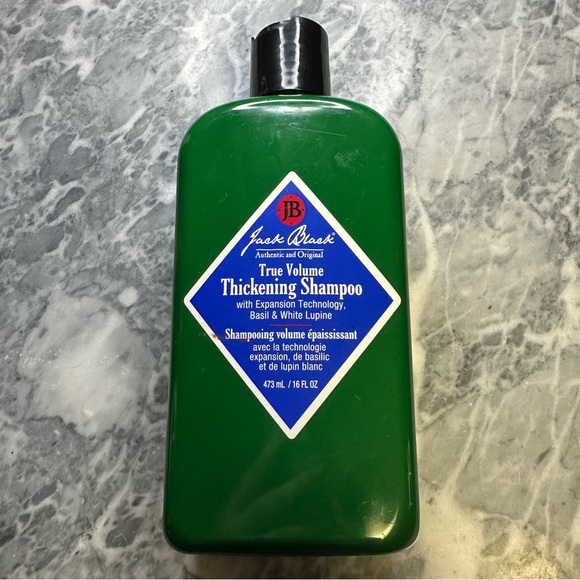 JB
Jack Black®
Authentic and Original
True Volume
Thickening Shampoo
with Expansion Technology,
Basil & White Lupine
Shampooing volume épaississant
avec la technologie
expansion, de basilic
et de lupin blanc
473 mL / 16 FL OZ